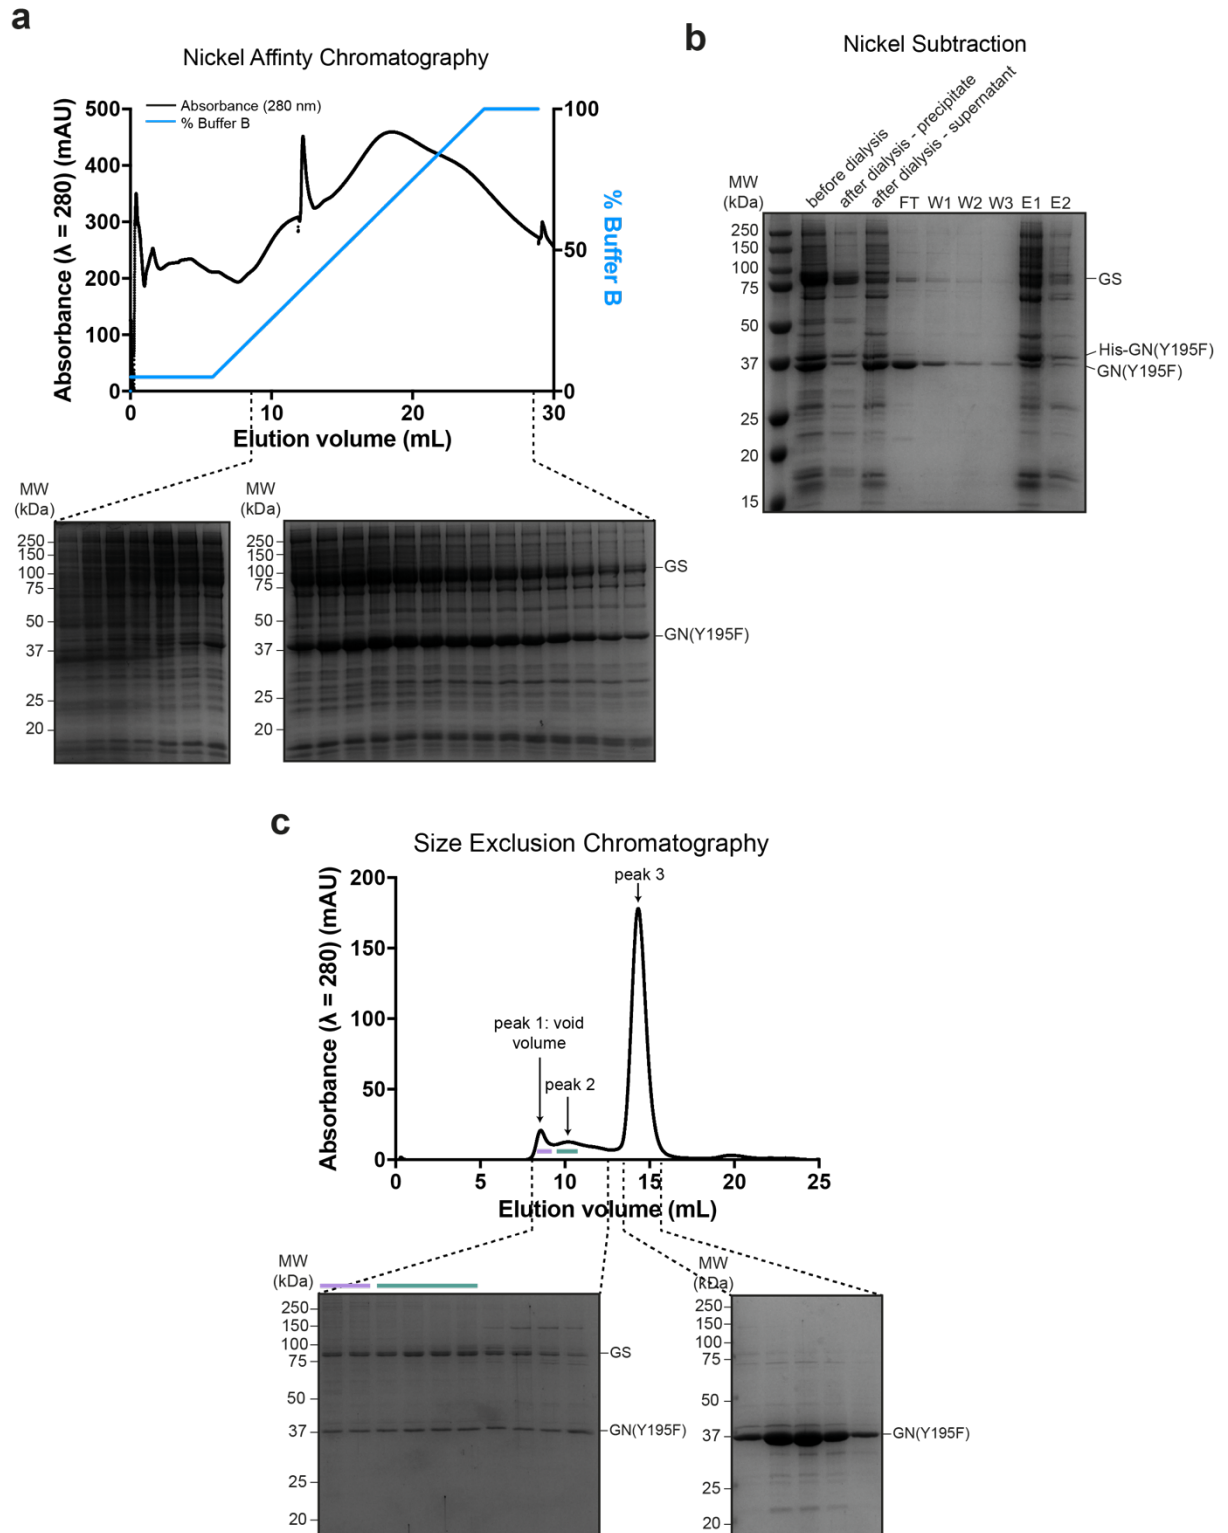 a
Nickel Affinty Chromatography
Absorbance (280 nm)
% Buffer B
Absorbance (λ = 280) (mAU)
500
400
300
200
100
0
100
50
0
% Buffer B
0
10
20
30
Elution volume (mL)
MW
(kDa)
250
150
100
75
50
37
25
20
MW
(kDa)
250
150
100
75
50
37
25
20
GS
GN(Y195F)
b
Nickel Subtraction
MW
(kDa)
before dialysis
after dialysis - precipitate
after dialysis - supernatant
FT W1 W2 W3 E1 E2
250
150
100
75
50
37
25
20
15
GS
His-GN(Y195F)
GN(Y195F)
c
Size Exclusion Chromatography
Absorbance (λ = 280) (mAU)
200
150
100
50
0
peak 3
peak 1: void
volume
peak 2
0
5
10
15
20
25
Elution volume (mL)
MW
(kDa)
250
150
100
75
50
37
25
20
GS
GN(Y195F)
MW
(kDa)
250
150
100
75
50
37
25
20
GN(Y195F)